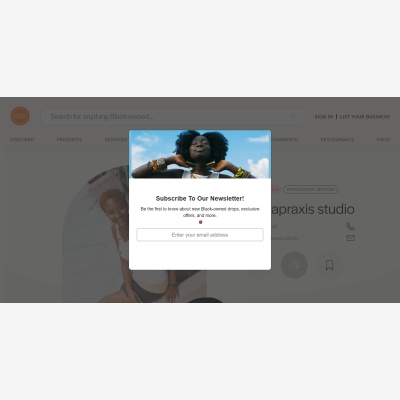 Search for anything Black-owned...
SIGN IN | LIST YOUR BUSINESS
DISCOVER PRODUCTS SERVICES RESTAURANTS FOOD
PROFESSIONAL SERVICES
apraxis studio
Subscribe To Our Newsletter!
Be the first to know about new Black-owned drops, exclusive
offers, and more.
Enter your email address